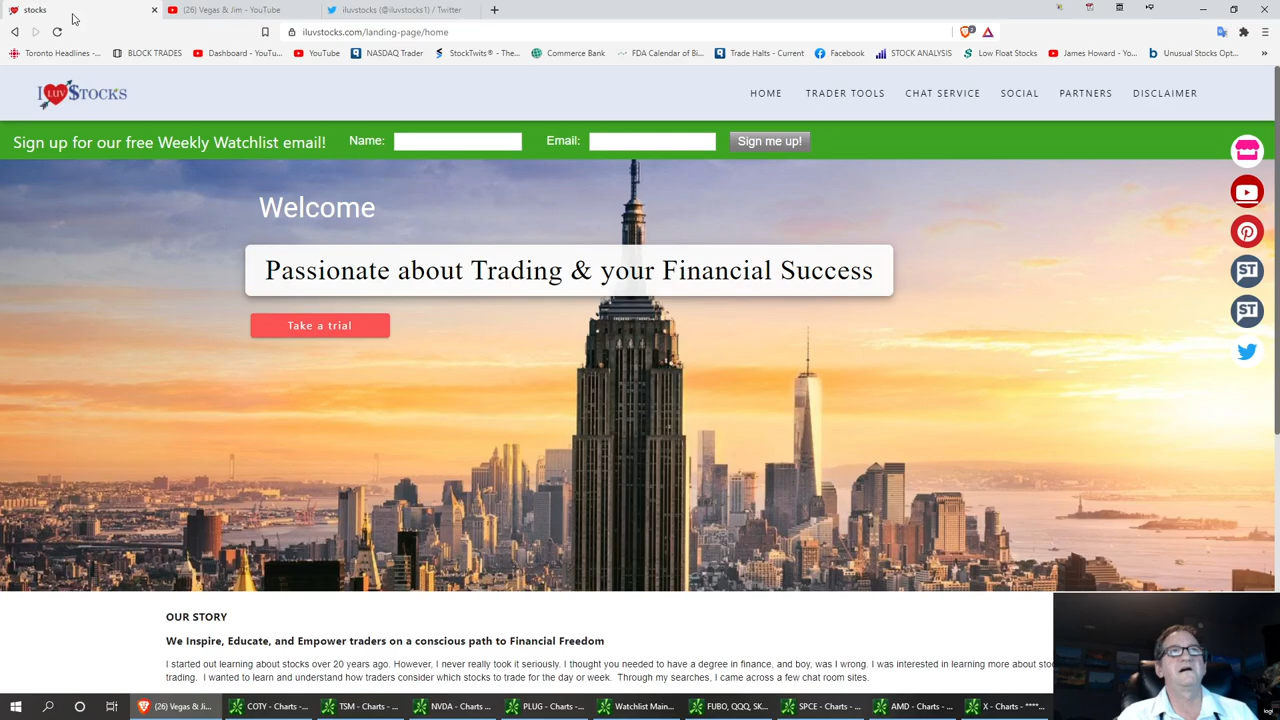 stocks
(26) Vegas & Jim - YouTube
iluvstocks (@iluvstocks1) / Twitter
iluvstocks.com/landing-page/home
Toronto Headlines -...
BLOCK TRADES
Dashboard - YouTu...
YouTube
NASDAQ Trader
StockTwits® - The...
Commerce Bank
FDA Calendar of Bi...
Trade Halts - Current
Facebook
STOCK ANALYSIS
Low Float Stocks
James Howard - Yo...
Unusual Stocks Opt...
I LUV $TOCKS
HOME
TRADER TOOLS
CHAT SERVICE
SOCIAL
PARTNERS
DISCLAIMER
Sign up for our free Weekly Watchlist email! Name: Email: Sign me up!
Welcome
Passionate about Trading & your Financial Success
Take a trial
ST
ST
OUR STORY
We Inspire, Educate, and Empower traders on a conscious path to Financial Freedom
I started out learning about stocks over 20 years ago. However, I never really took it seriously. I thought you needed to have a degree in finance, and boy, was I wrong. I was interested in learning more about
trading. I wanted to learn and understand how traders consider which stocks to trade for the day or week. Through my searches, I came across a few chat room sites.
logi
(26) Vegas & Ji...
COTY - Charts -...
TSM - Charts - ...
NVDA - Charts ...
PLUG - Charts - ...
Watchlist Main...
FUBO, QQQ, SK...
SPCE - Charts - ...
AMD - Charts - ...
X - Charts - ****...